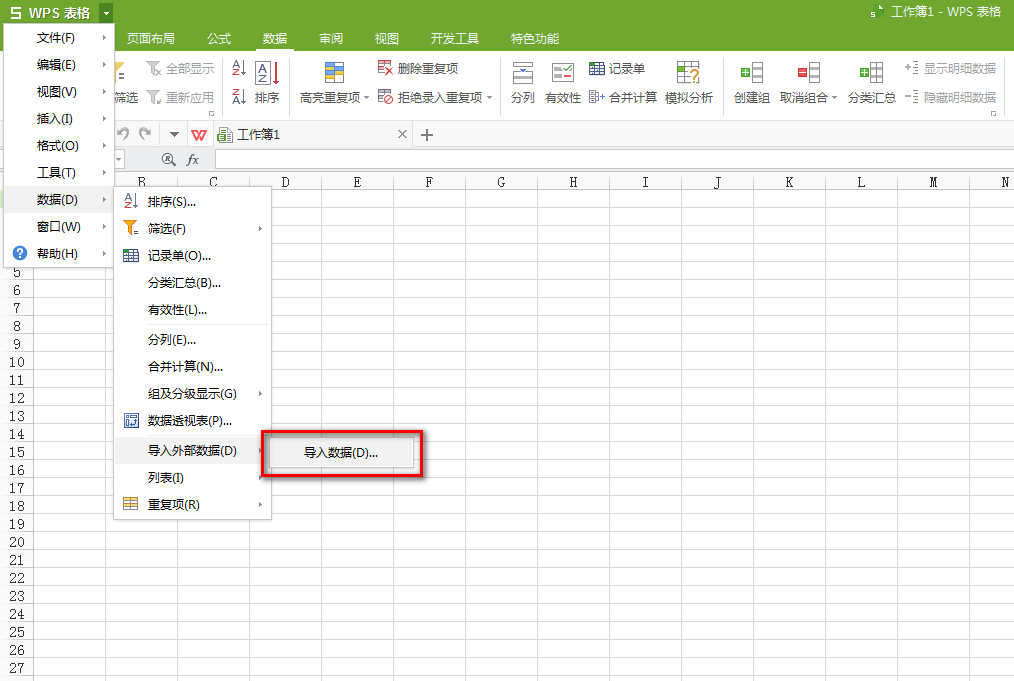 WPS 表格
工作簿1 - WPS 表格
页面布局 公式 数据 审阅 视图 开发工具 特色功能
文件(F)
编辑(E)
视图(V)
插入(I)
格式(O)
工具(T)
数据(D)
窗口(W)
帮助(H)
筛选
全部显示
重新应用
排序
高亮重复项
删除重复项
拒绝录入重复项
分列
有效性
记录单
合并计算
模拟分析
创建组
取消组合
分类汇总
显示明细数据
隐藏明细数据
工作簿1
fx
B C D E F G H I J K L M N
排序(S)...
筛选(F)
记录单(O)...
分类汇总(B)...
有效性(L)...
分列(E)...
合并计算(N)...
组及分级显示(G)
数据透视表(P)...
导入外部数据(D)
列表(I)
重复项(R)
导入数据(D)...
5
6
7
8
9
10
11
12
13
14
15
16
17
18
19
20
21
22
23
24
25
26
27